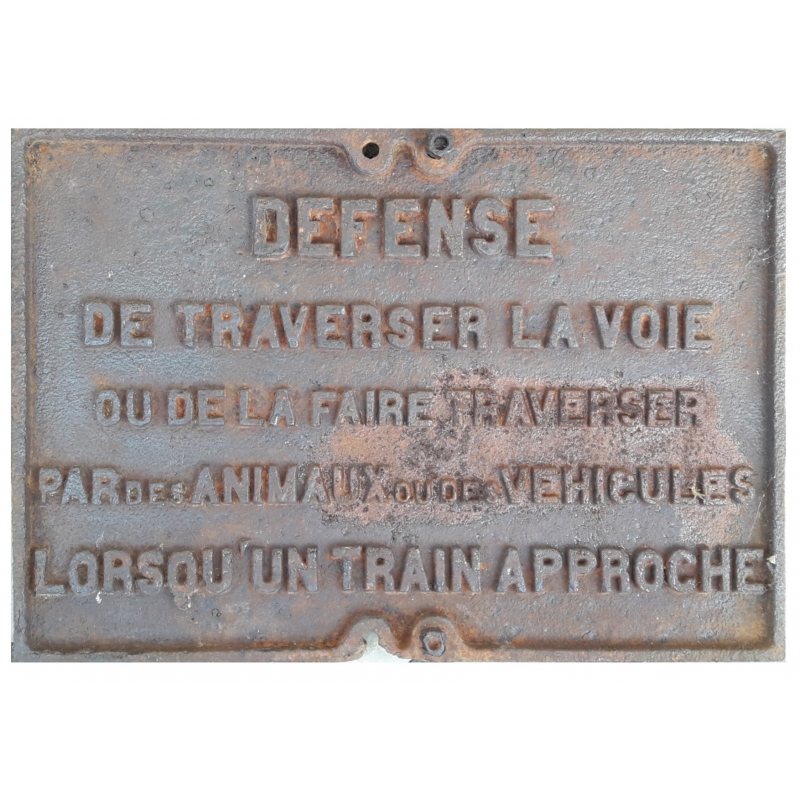 DEFENSE
DE TRAVERSER LA VOIE
OU DE LA FAIRE TRAVERSER
PAR DES ANIMAUX OU DES VEHICULES
LORSQU'UN TRAIN APPROCHE